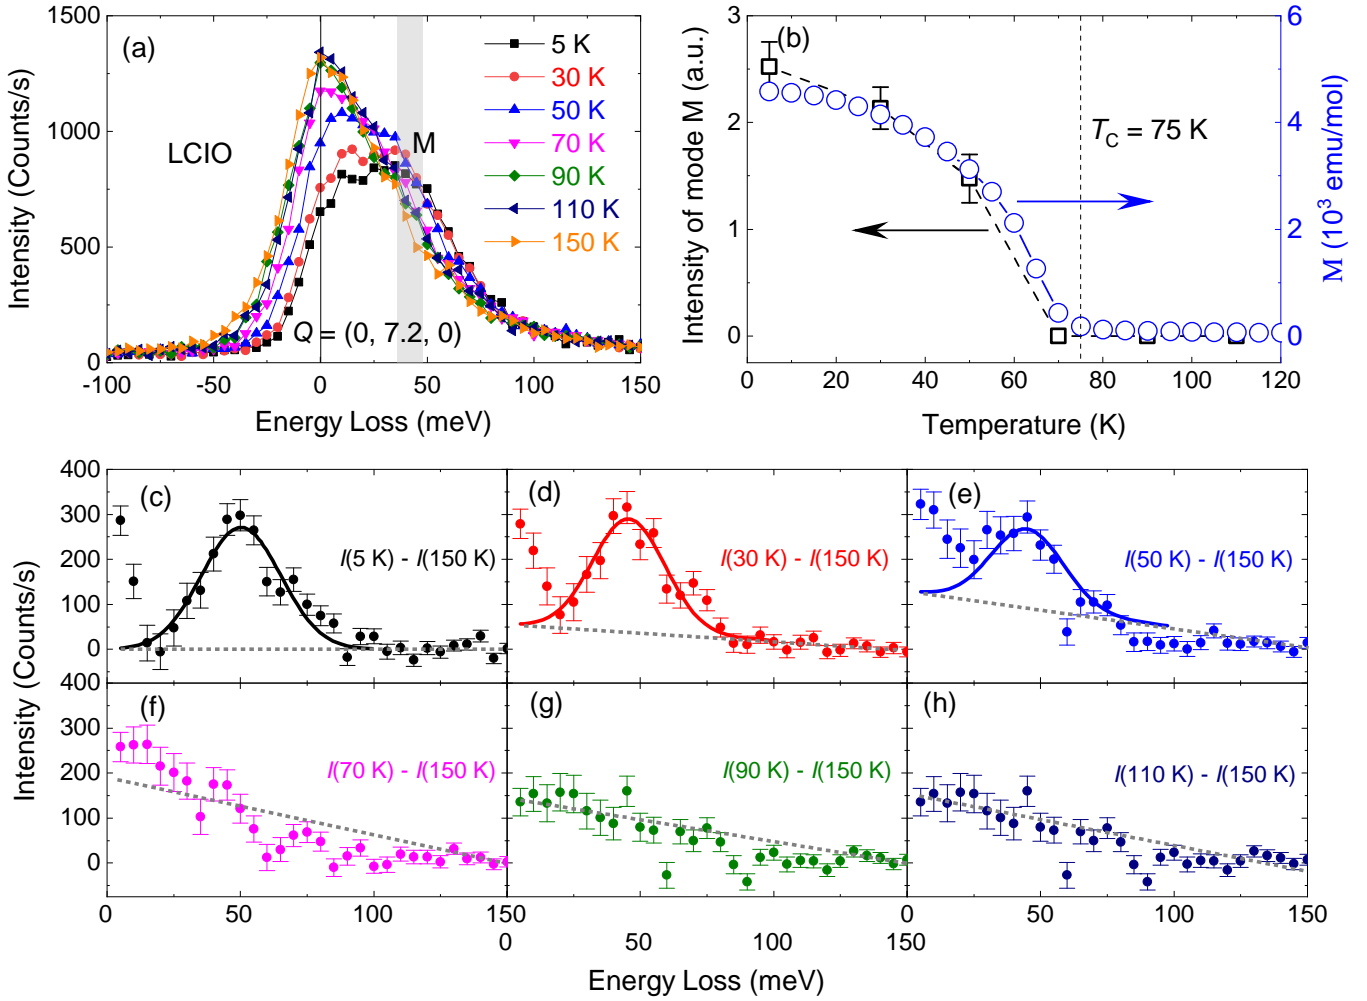 (a)
LCIO
M
Q = (0, 7.2, 0)
5 K
30 K
50 K
70 K
90 K
110 K
150 K
1500
1000
500
0
Intensity (Counts/s)
-100 -50 0 50 100 150
Energy Loss (meV)
(b)
T_C = 75 K
3
2
1
0
Intensity of mode M (a.u.)
6
4
2
0
M (10³ emu/mol)
0 20 40 60 80 100 120
Temperature (K)
(c)
I(5 K) - I(150 K)
(d)
I(30 K) - I(150 K)
(e)
I(50 K) - I(150 K)
400
300
200
100
0
400
300
200
100
0
Intensity (Counts/s)
(f)
I(70 K) - I(150 K)
(g)
I(90 K) - I(150 K)
(h)
I(110 K) - I(150 K)
0 50 100 150
0 50 100 150
0 50 100 150
Energy Loss (meV)